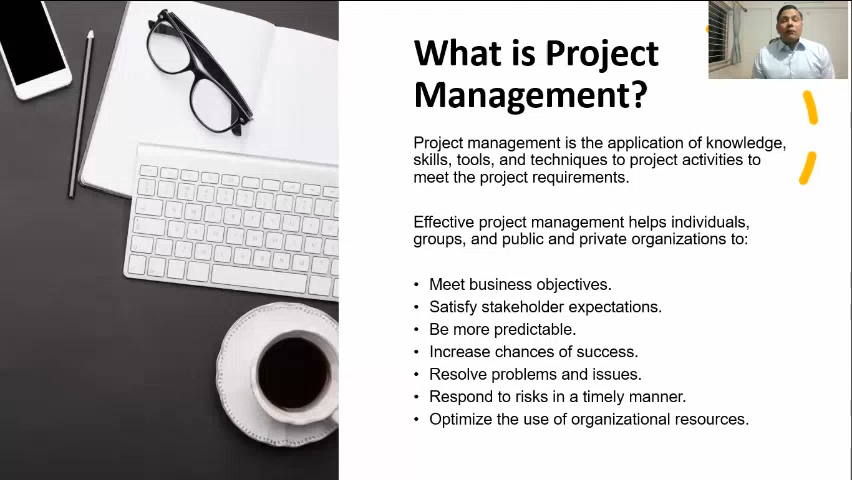 What is Project
Management?
Project management is the application of knowledge,
skills, tools, and techniques to project activities to
meet the project requirements.
Effective project management helps individuals,
groups, and public and private organizations to:
• Meet business objectives.
• Satisfy stakeholder expectations.
• Be more predictable.
• Increase chances of success.
• Resolve problems and issues.
• Respond to risks in a timely manner.
• Optimize the use of organizational resources.